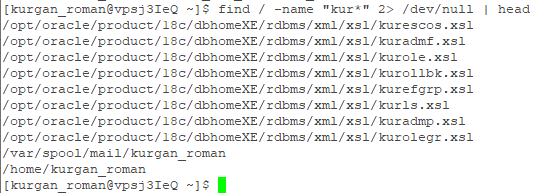 [kurgan_roman@vpsj3IeQ ~]$ find / -name "kur*" 2> /dev/null | head
/opt/oracle/product/18c/dbhomeXE/rdbms/xml/xsl/kurescos.xsl
/opt/oracle/product/18c/dbhomeXE/rdbms/xml/xsl/kuradmf.xsl
/opt/oracle/product/18c/dbhomeXE/rdbms/xml/xsl/kurole.xsl
/opt/oracle/product/18c/dbhomeXE/rdbms/xml/xsl/kurollbk.xsl
/opt/oracle/product/18c/dbhomeXE/rdbms/xml/xsl/kurefgrp.xsl
/opt/oracle/product/18c/dbhomeXE/rdbms/xml/xsl/kurls.xsl
/opt/oracle/product/18c/dbhomeXE/rdbms/xml/xsl/kuradmp.xsl
/opt/oracle/product/18c/dbhomeXE/rdbms/xml/xsl/kurolegr.xsl
/var/spool/mail/kurgan_roman
/home/kurgan_roman
[kurgan_roman@vpsj3IeQ ~]$